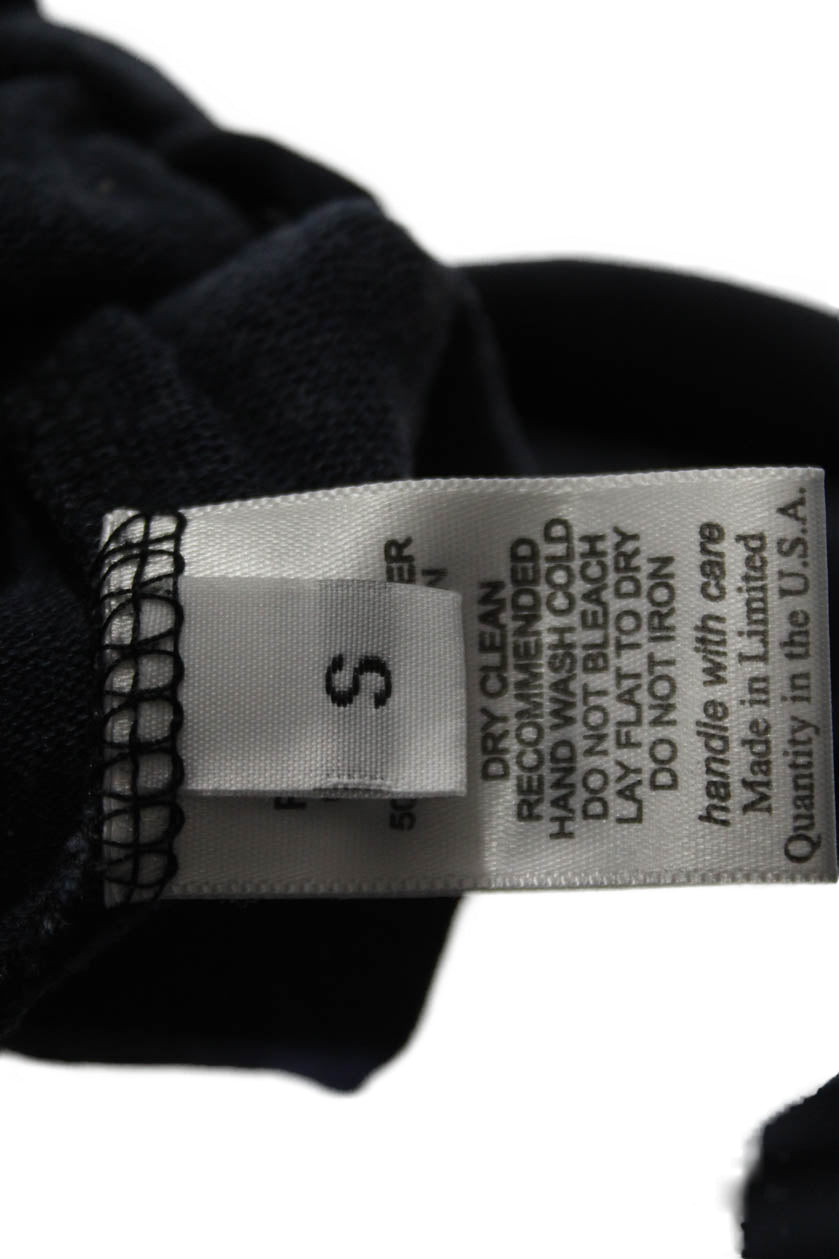 S
DRY CLEAN
RECOMMENDED
HAND WASH COLD
DO NOT BLEACH
LAY FLAT TO DRY
DO NOT IRON
handle with care
Made in Limited
Quantity in the U.S.A.